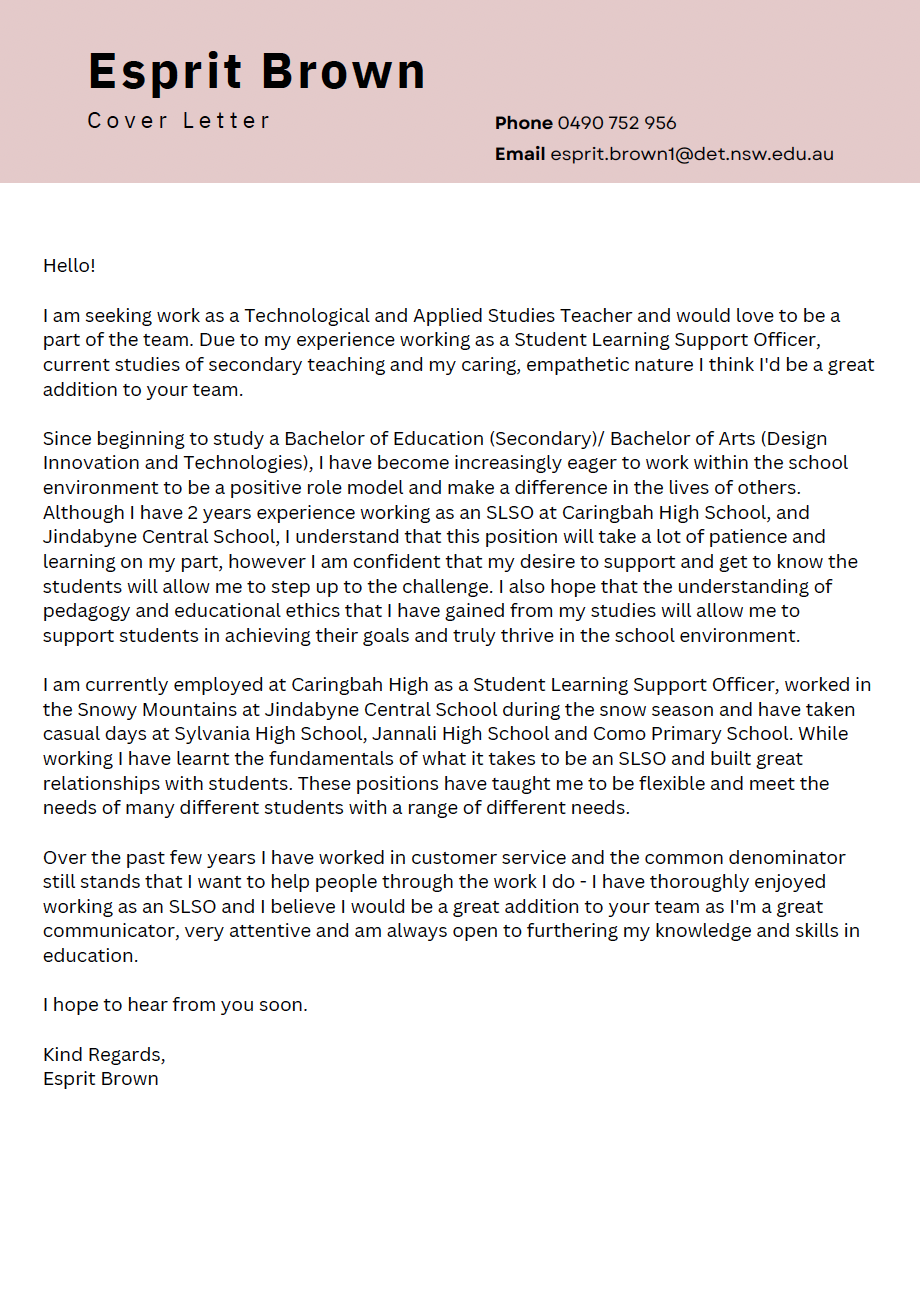 Esprit Brown
Cover Letter
Phone 0490 752 956
Email esprit.brown1@det.nsw.edu.au
Hello!
I am seeking work as a Technological and Applied Studies Teacher and would love to be a
part of the team. Due to my experience working as a Student Learning Support Officer,
current studies of secondary teaching and my caring, empathetic nature I think I'd be a great
addition to your team.
Since beginning to study a Bachelor of Education (Secondary)/ Bachelor of Arts (Design
Innovation and Technologies), I have become increasingly eager to work within the school
environment to be a positive role model and make a difference in the lives of others.
Although I have 2 years experience working as an SLSO at Caringbah High School, and
Jindabyne Central School, I understand that this position will take a lot of patience and
learning on my part, however I am confident that my desire to support and get to know the
students will allow me to step up to the challenge. I also hope that the understanding of
pedagogy and educational ethics that I have gained from my studies will allow me to
support students in achieving their goals and truly thrive in the school environment.
I am currently employed at Caringbah High as a Student Learning Support Officer, worked in
the Snowy Mountains at Jindabyne Central School during the snow season and have taken
casual days at Sylvania High School, Jannali High School and Como Primary School. While
working I have learnt the fundamentals of what it takes to be an SLSO and built great
relationships with students. These positions have taught me to be flexible and meet the
needs of many different students with a range of different needs.
Over the past few years I have worked in customer service and the common denominator
still stands that I want to help people through the work I do - I have thoroughly enjoyed
working as an SLSO and I believe I would be a great addition to your team as I'm a great
communicator, very attentive and am always open to furthering my knowledge and skills in
education.
I hope to hear from you soon.
Kind Regards,
Esprit Brown